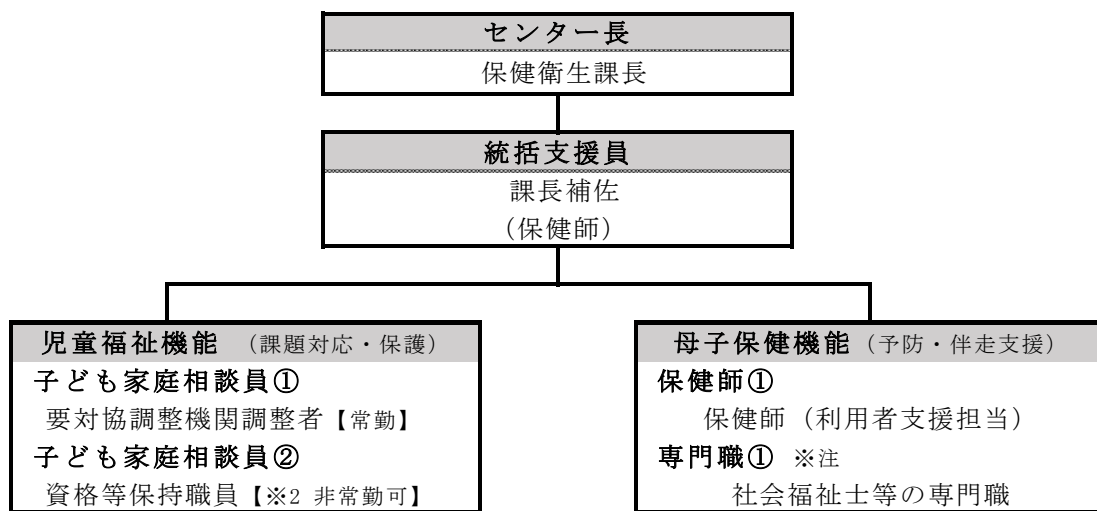 センター長
保健衛生課長
統括支援員
課長補佐
(保健師)
児童福祉機能 (課題対応・保護)
子ども家庭相談員①
要対協調整機関調整者【常勤】
子ども家庭相談員②
資格等保持職員【※2 非常勤可】
母子保健機能 (予防・伴走支援)
保健師①
保健師 (利用者支援担当)
専門職① ※注
社会福祉士等の専門職